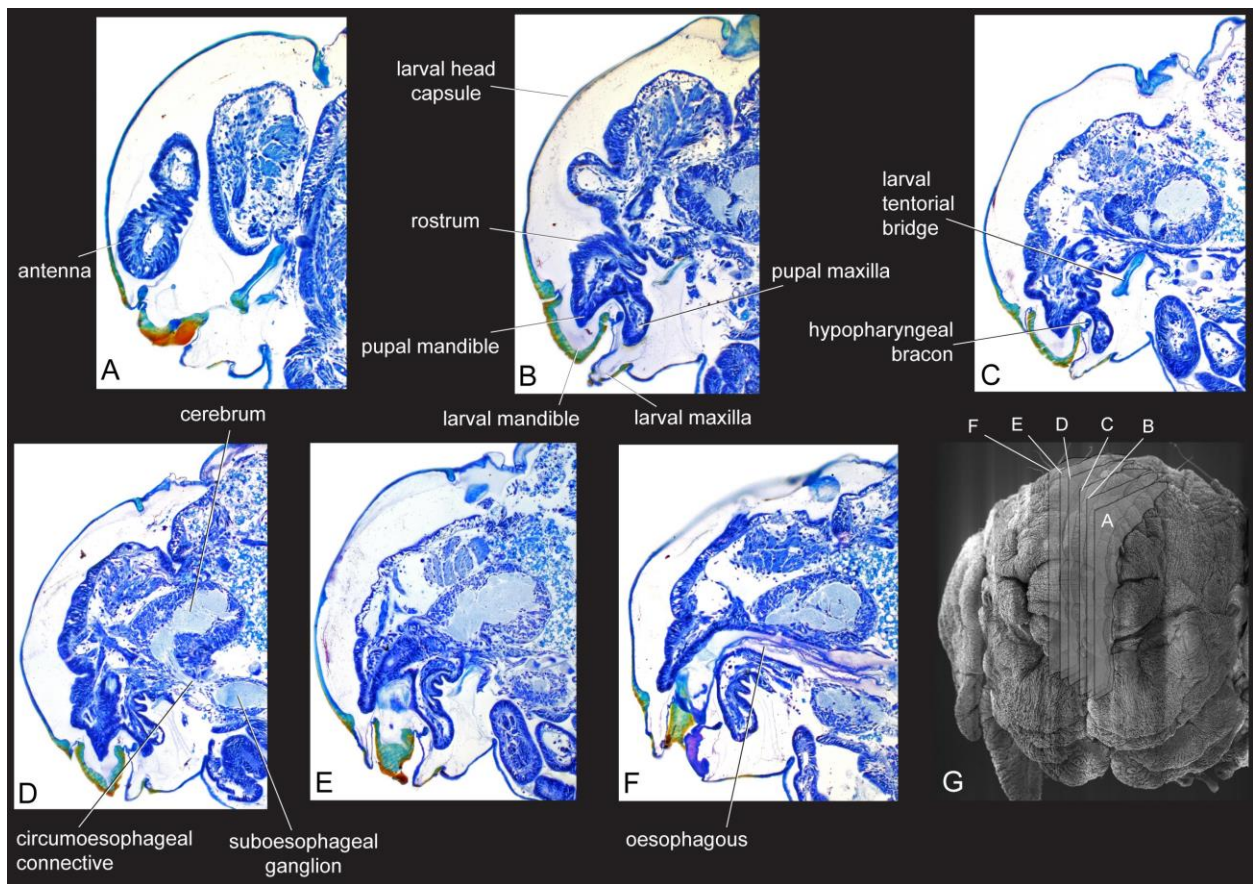 larval head
capsule
rostrum
antenna
pupal mandible
pupal maxilla
larval
tentorial
bridge
hypopharyngeal
bracon
A
B
C
larval mandible
larval maxilla
cerebrum
F
E
D
C
B
A
D
E
F
G
circumoesophageal
connective
suboesophageal
ganglion
oesophagous